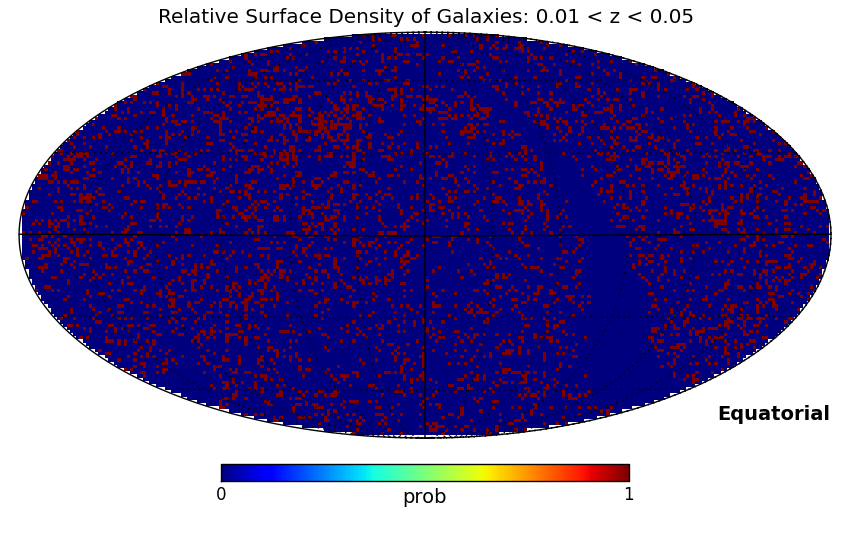 Relative Surface Density of Galaxies: 0.01 < z < 0.05
Equatorial
0 prob 1